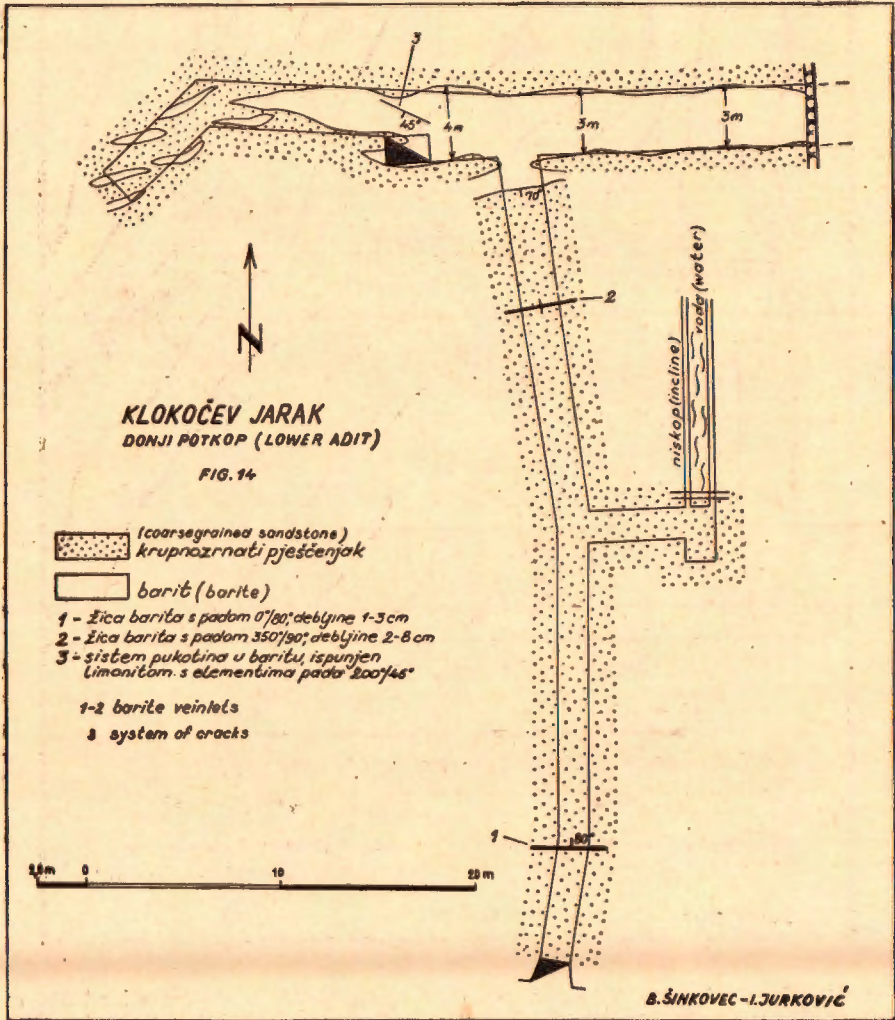 3
45°
4m
3m
3m
70°
2
voda (water)
niskop (incline)
N
KLOKOČEV JARAK
DONJI POTKOP (LOWER ADIT)
FIG. 14
(coarsegrained sandstone)
krupnozrnati pješčenjak
barit (barite)
1 - žica barita s padom 0°/80°, debljine 1-3 cm
2 - žica barita s padom 350°/90°, debljine 2-8 cm
3 - sistem pukotina u baritu, ispunjen
limonitom s elementima pada 200°/45°
1-2 barite veinlets
3 system of cracks
1
80°
0
10
20 m
B. ŠINKOVEC - I. JURKOVIĆ